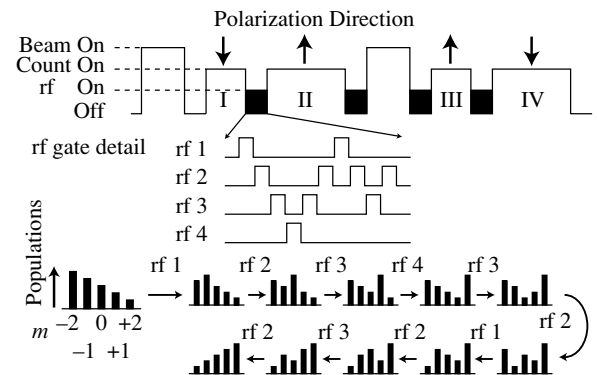 Polarization Direction
Beam On
Count On
rf On
Off
I II III IV
rf gate detail
rf 1
rf 2
rf 3
rf 4
Populations
rf 1 rf 2 rf 3 rf 4 rf 3
m −2 0 +2
−1 +1
rf 2
rf 2 rf 3 rf 2 rf 1